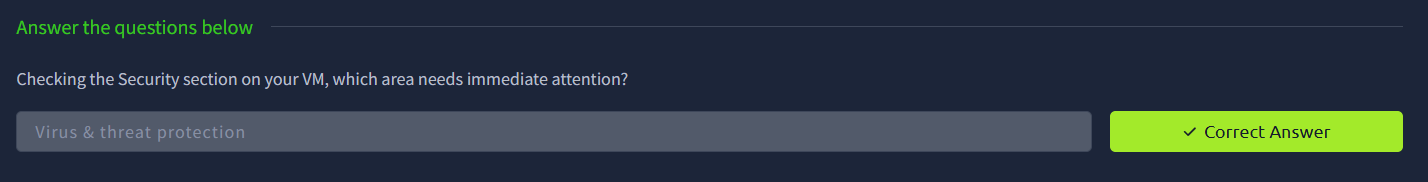 Answer the questions below
Checking the Security section on your VM, which area needs immediate attention?
Virus & threat protection
✓ Correct Answer